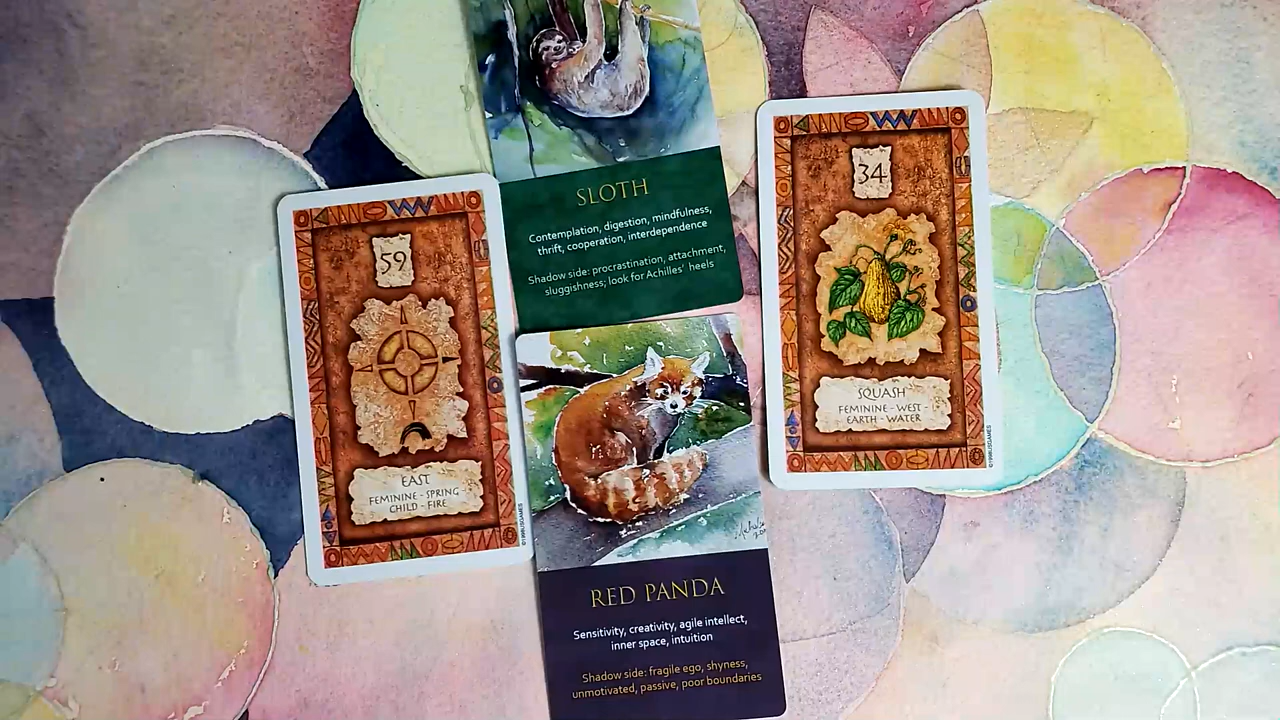 SLOTH
Contemplation, digestion, mindfulness,
thrift, cooperation, interdependence
Shadow side: procrastination, attachment,
sluggishness; look for Achilles' heels
59
EAST
FEMININE - SPRING -
CHILD - FIRE
©1998USGAMES
34
SQUASH
FEMININE - WEST -
EARTH - WATER
©1998USGAMES
RED PANDA
Sensitivity, creativity, agile intellect,
inner space, intuition
Shadow side: fragile ego, shyness,
unmotivated, passive, poor boundaries